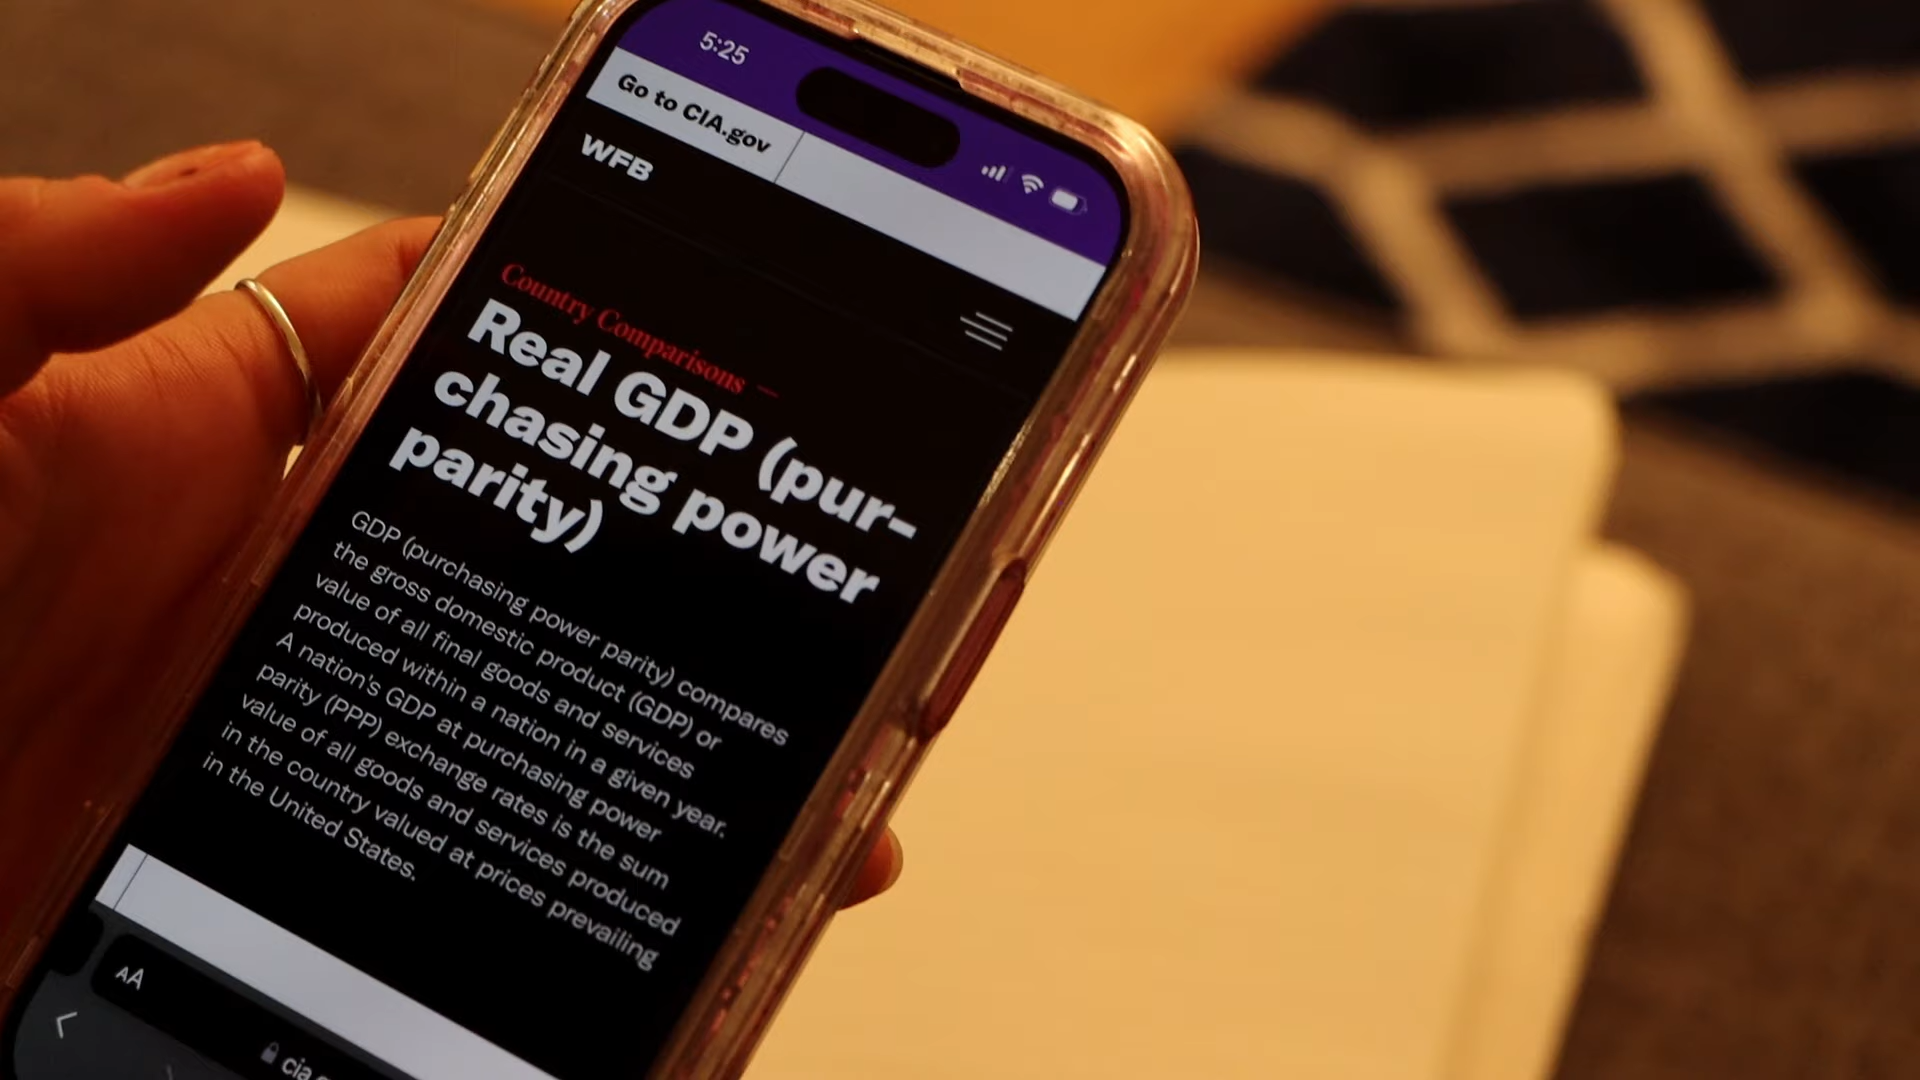 5:25
Go to CIA.gov
WFB
Country Comparisons —
Real GDP (pur-
chasing power
parity)
GDP (purchasing power parity) compares
the gross domestic product (GDP) or
value of all final goods and services
produced within a nation in a given year.
A nation's GDP at purchasing power
parity (PPP) exchange rates is the sum
value of all goods and services produced
in the country valued at prices prevailing
in the United States.
AA